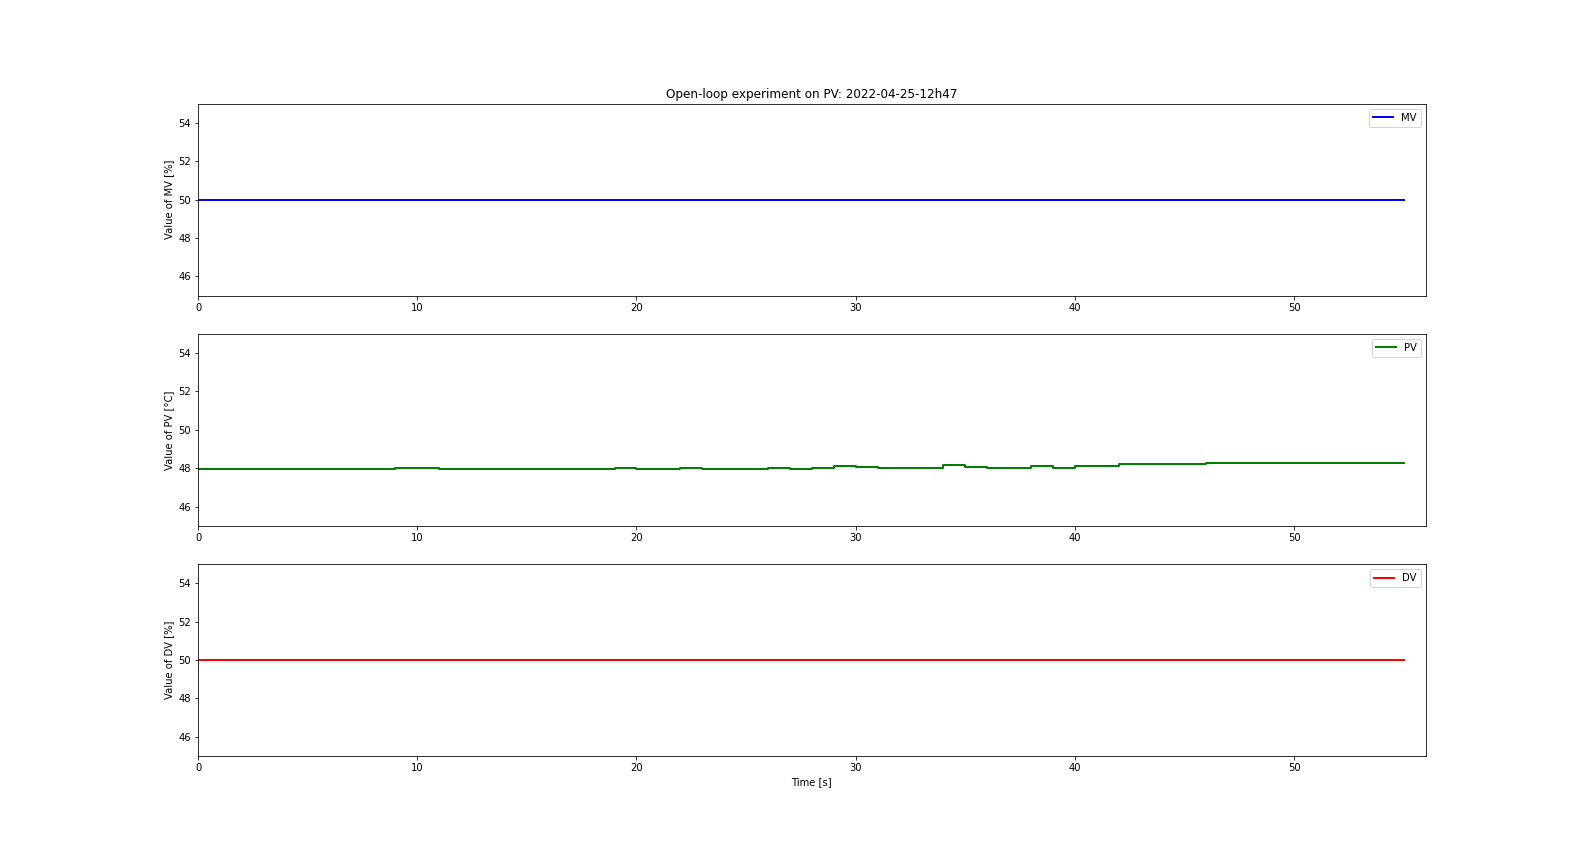 Open-loop experiment on PV: 2022-04-25-12h47
MV
Value of MV [%]
54
52
50
48
46
0 10 20 30 40 50
PV
Value of PV [°C]
54
52
50
48
46
0 10 20 30 40 50
DV
Value of DV [%]
54
52
50
48
46
0 10 20 30 40 50
Time [s]